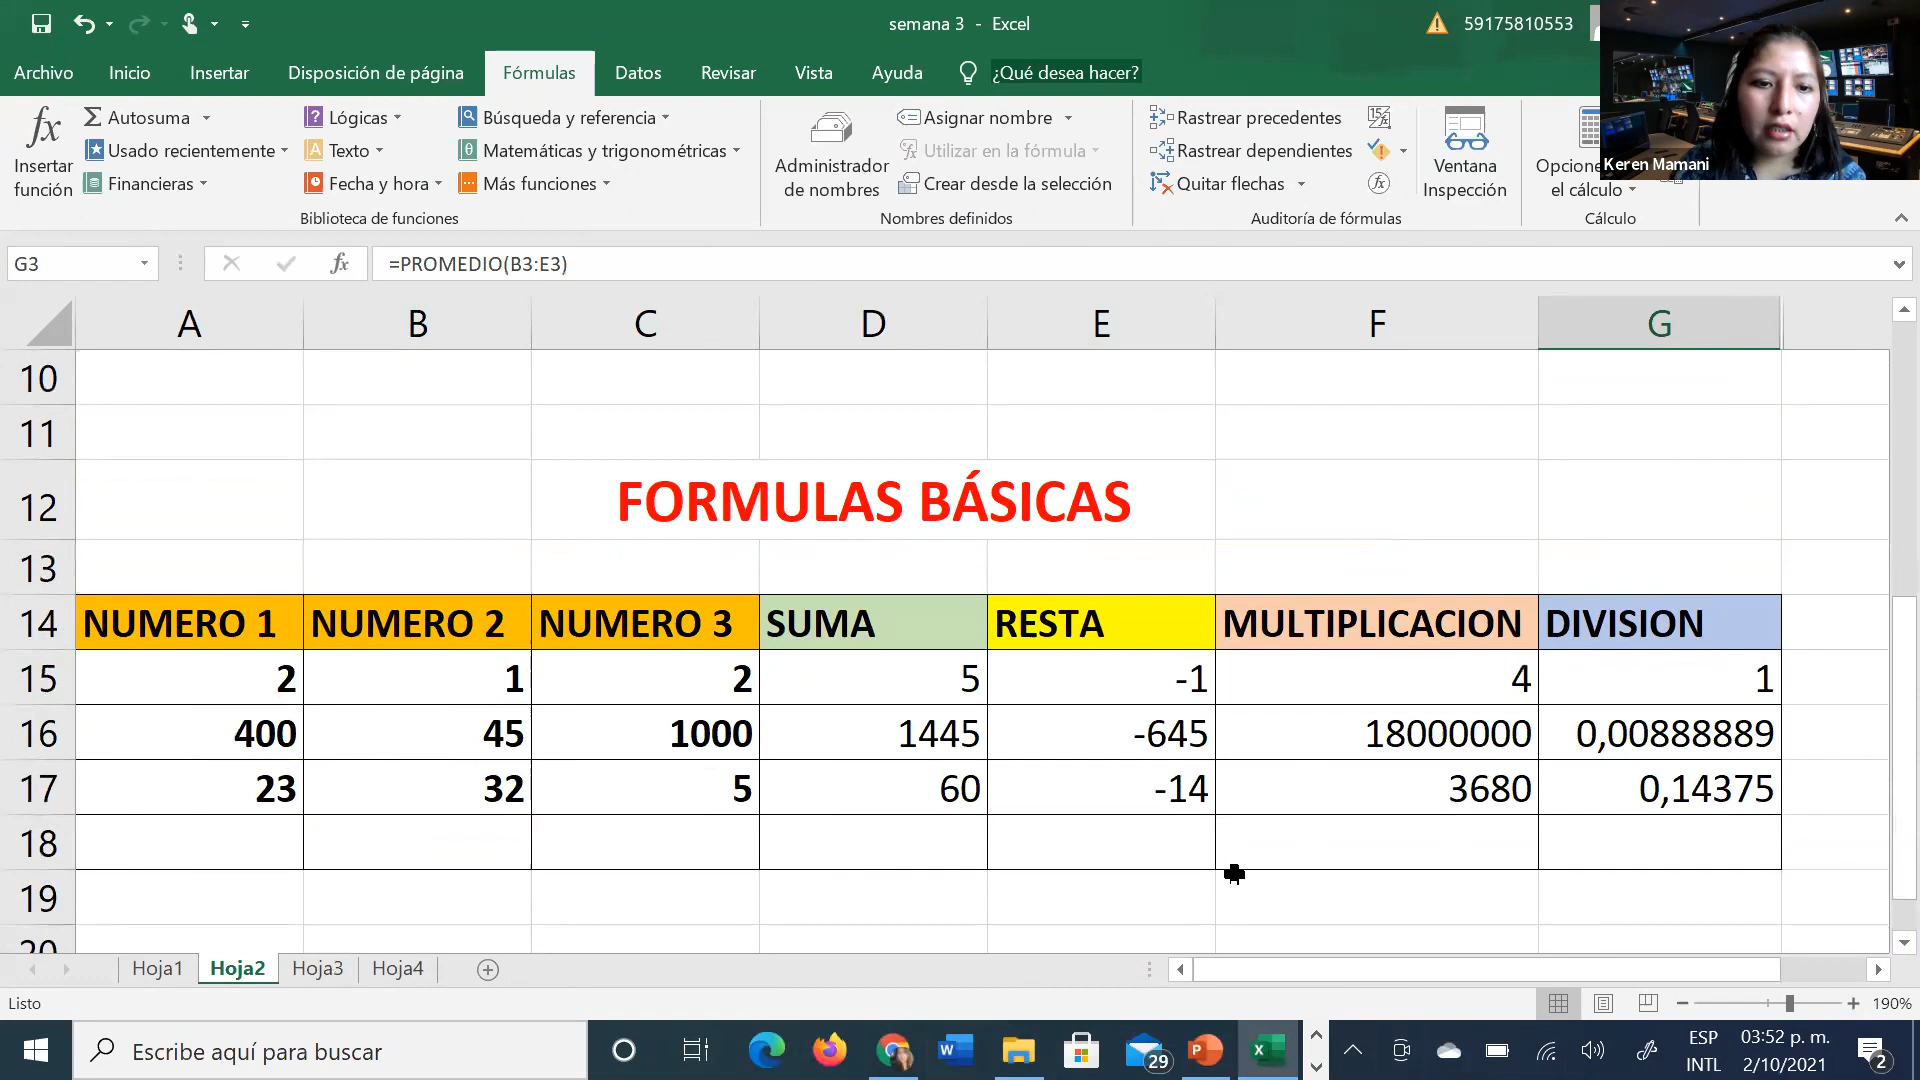 semana 3 - Excel
59175810553
Archivo Inicio Insertar Disposición de página Fórmulas Datos Revisar Vista Ayuda ¿Qué desea hacer?
fx Insertar función
Σ Autosuma
Usado recientemente
Financieras
Lógicas
Texto
Fecha y hora
Búsqueda y referencia
Matemáticas y trigonométricas
Más funciones
Biblioteca de funciones
Administrador de nombres
Asignar nombre
Utilizar en la fórmula
Crear desde la selección
Nombres definidos
Rastrear precedentes
Rastrear dependientes
Quitar flechas
Auditoría de fórmulas
Ventana Inspección
el cálculo
Cálculo
Keren Mamani
G3 fx =PROMEDIO(B3:E3)
A B C D E F G
10
11
12 FORMULAS BÁSICAS
13
14 NUMERO 1 NUMERO 2 NUMERO 3 SUMA RESTA MULTIPLICACION DIVISION
15 2 1 2 5 -1 4 1
16 400 45 1000 1445 -645 18000000 0,00888889
17 23 32 5 60 -14 3680 0,14375
18
19
20
Hoja1 Hoja2 Hoja3 Hoja4
Listo
190%
Escribe aquí para buscar
29
ESP
INTL
03:52 p. m.
2/10/2021
2